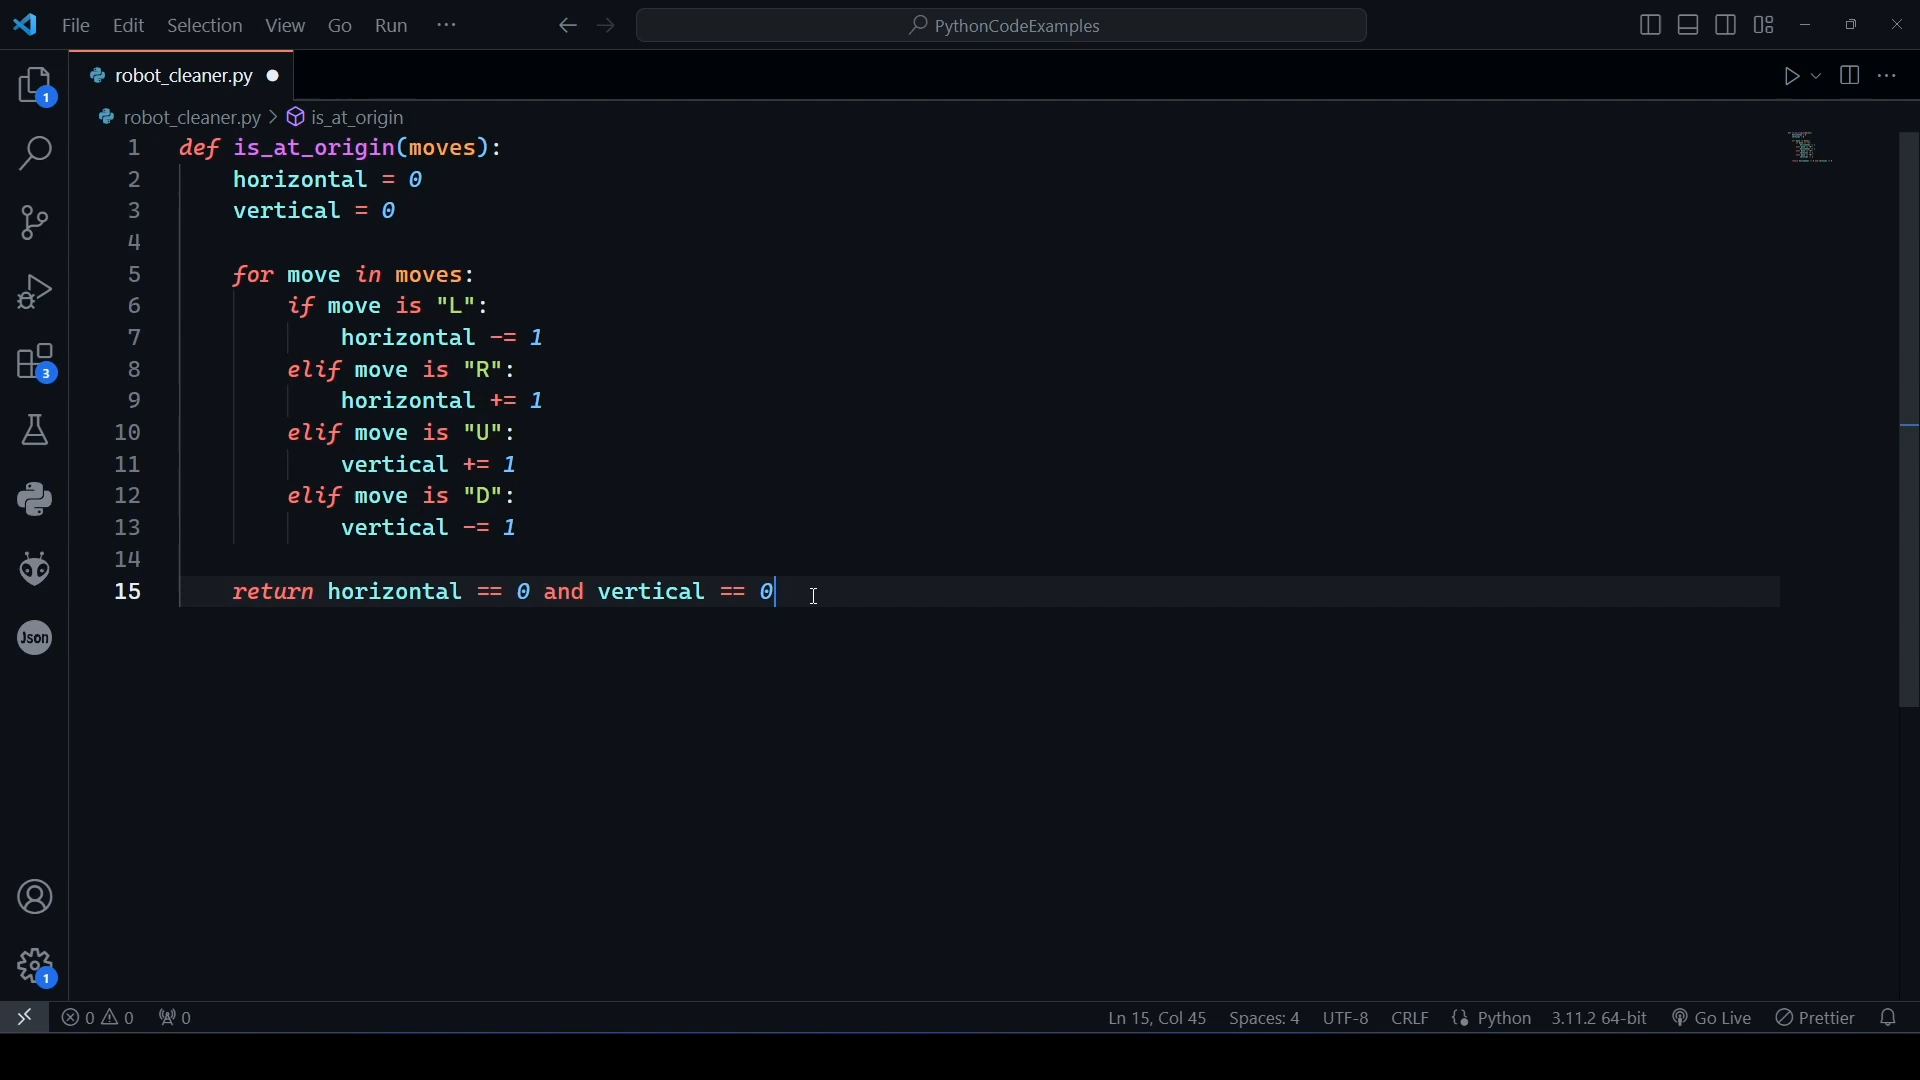 File Edit Selection View Go Run ··· PythonCodeExamples
robot_cleaner.py
robot_cleaner.py > is_at_origin
1 def is_at_origin(moves):
2     horizontal = 0
3     vertical = 0
4
5     for move in moves:
6         if move is "L":
7             horizontal -= 1
8         elif move is "R":
9             horizontal += 1
10         elif move is "U":
11             vertical += 1
12         elif move is "D":
13             vertical -= 1
14
15     return horizontal == 0 and vertical == 0
1
3
Json
1
0 0 0 Ln 15, Col 45 Spaces: 4 UTF-8 CRLF Python 3.11.2 64-bit Go Live Prettier